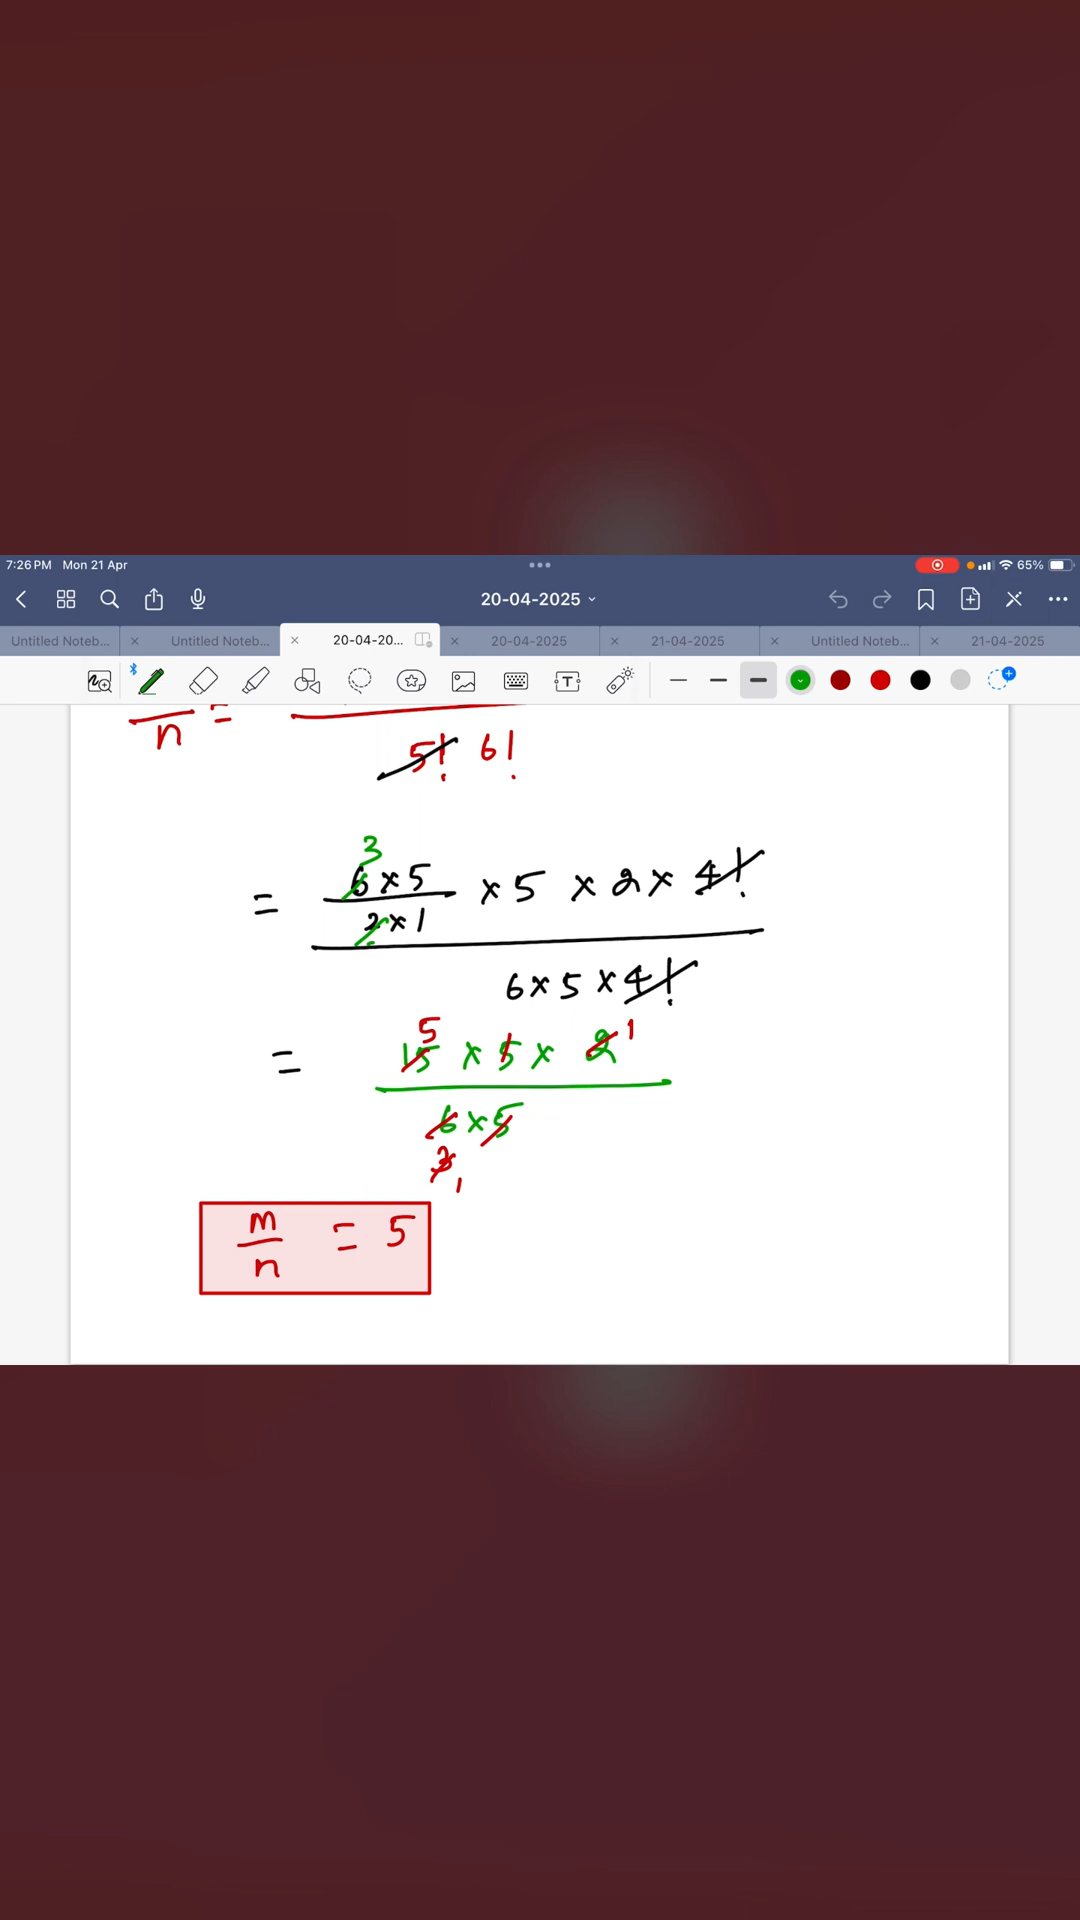 7:26 PM Mon 21 Apr
65%
20-04-2025
Untitled Noteb... Untitled Noteb... 20-04-20... 20-04-2025 21-04-2025 Untitled Noteb... 21-04-2025
n =
5! 6!
3
= 6 × 5 × 5 × 2 × 4!
2 × 1
6 × 5 × 4!
5 1
= 15 × 5 × 2
6 × 5
3
1
m
= 5
n